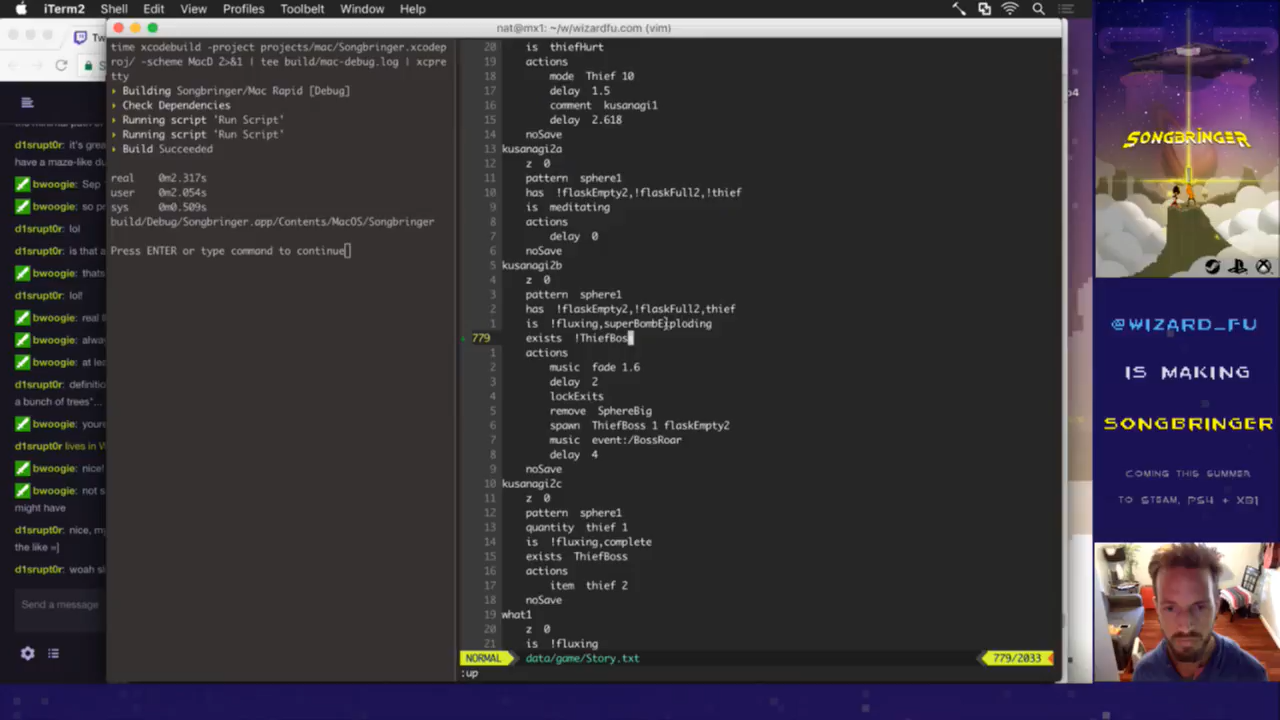 iTerm2 Shell Edit View Profiles Toolbelt Window Help
nat@mx1: ~/w/wizardfu.com (vim)
Tw
time xcodebuild -project projects/mac/Songbringer.xcodep
roj/ -scheme MacD 2>&1 | tee build/mac-debug.log | xcpre
tty
▸ Building Songbringer/Mac Rapid [Debug]
▸ Check Dependencies
▸ Running script 'Run Script'
▸ Running script 'Run Script'
▸ Build Succeeded
real 0m2.317s
user 0m2.054s
sys 0m0.509s
build/Debug/Songbringer.app/Contents/MacOS/Songbringer
Press ENTER or type command to continue
d1srupt0r: it's grea
have a maze-like du
bwoogie: Sep
bwoogie: so pr
d1srupt0r: lol
d1srupt0r: is that a
bwoogie: thats
d1srupt0r: lol!
bwoogie: real
bwoogie: alway
bwoogie: at lea
d1srupt0r: definition
a bunch of trees"...
bwoogie: youre
d1srupt0r lives in W
bwoogie: nice!
bwoogie: not s
might have
d1srupt0r: nice, my
the like =]
d1srupt0r: woah sl
Send a message
20 is thiefHurt
19 actions
18 mode Thief 10
17 delay 1.5
16 comment kusanagi1
15 delay 2.618
14 noSave
13 kusanagi2a
12 z 0
11 pattern sphere1
10 has !flaskEmpty2,!flaskFull2,!thief
9 is meditating
8 actions
7 delay 0
6 noSave
5 kusanagi2b
4 z 0
3 pattern sphere1
2 has !flaskEmpty2,!flaskFull2,thief
1 is !fluxing,superBombExploding
779 exists !ThiefBoss
1 actions
2 music fade 1.6
3 delay 2
4 lockExits
5 remove SphereBig
6 spawn ThiefBoss 1 flaskEmpty2
7 music event:/BossRoar
8 delay 4
9 noSave
10 kusanagi2c
11 z 0
12 pattern sphere1
13 quantity thief 1
14 is !fluxing,complete
15 exists ThiefBoss
16 actions
17 item thief 2
18 noSave
19 what1
20 z 0
21 is !fluxing
NORMAL data/game/Story.txt 779/2033
:up
p4
SONGBRINGER
@WIZARD_FU
IS MAKING
SONGBRINGER
COMING THIS SUMMER
TO STEAM, PS4 + XB1